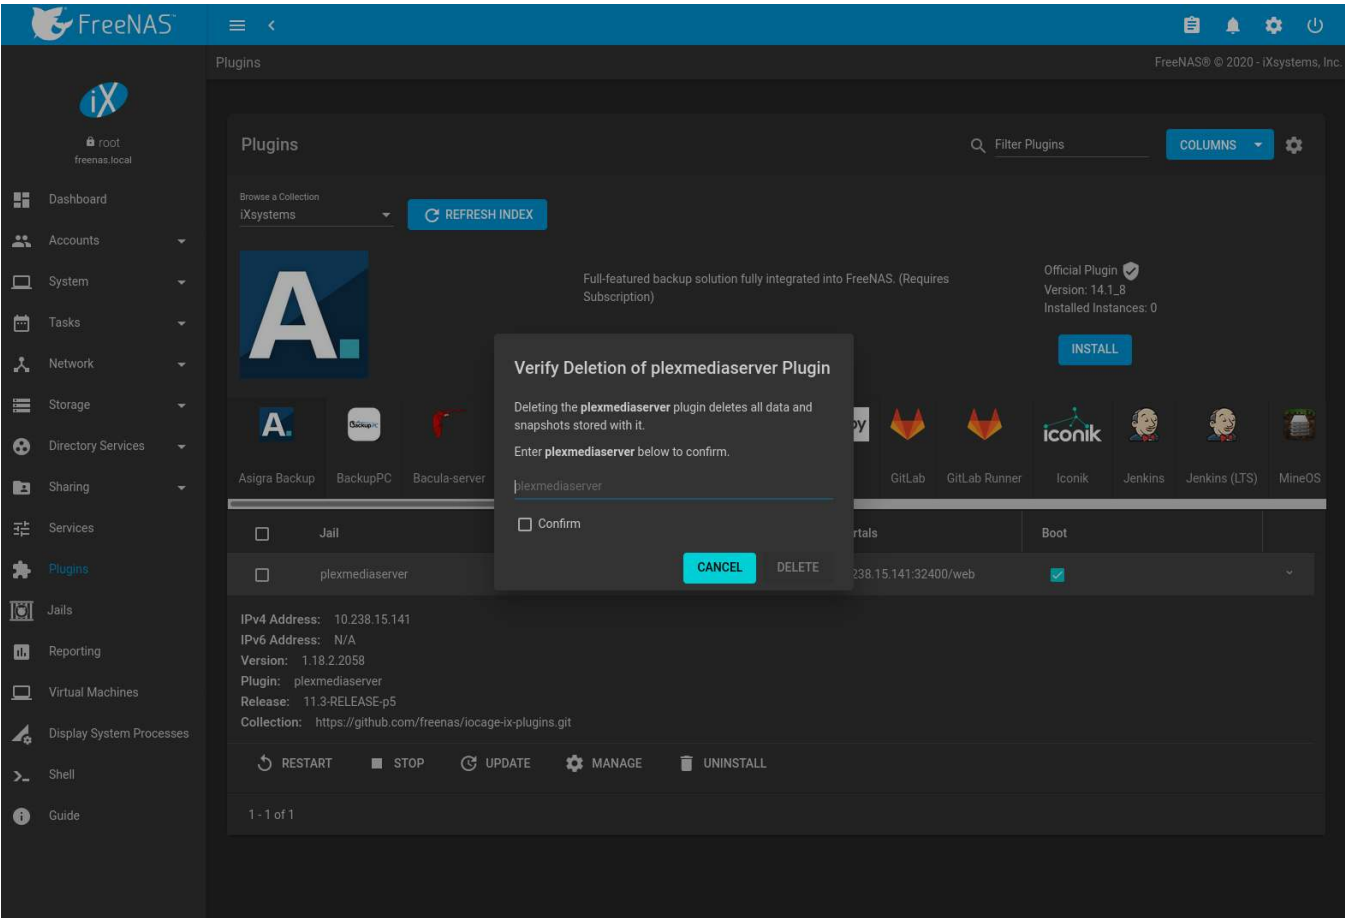 FreeNAS
Plugins
FreeNAS® © 2020 - iXsystems, Inc.
iX
root
freenas.local
Dashboard
Accounts
System
Tasks
Network
Storage
Directory Services
Sharing
Services
Plugins
Jails
Reporting
Virtual Machines
Display System Processes
Shell
Guide
Plugins
Filter Plugins
COLUMNS
Browse a Collection
iXsystems
REFRESH INDEX
A.
Full-featured backup solution fully integrated into FreeNAS. (Requires
Subscription)
Official Plugin
Version: 14.1_8
Installed Instances: 0
INSTALL
Verify Deletion of plexmediaserver Plugin
Deleting the plexmediaserver plugin deletes all data and
snapshots stored with it.
Enter plexmediaserver below to confirm.
plexmediaserver
Confirm
CANCEL
DELETE
A.
iconik
Asigra Backup
BackupPC
Bacula-server
GitLab
GitLab Runner
Iconik
Jenkins
Jenkins (LTS)
MineOS
Jail
rtals
Boot
plexmediaserver
238.15.141:32400/web
IPv4 Address: 10.238.15.141
IPv6 Address: N/A
Version: 1.18.2.2058
Plugin: plexmediaserver
Release: 11.3-RELEASE-p5
Collection: https://github.com/freenas/iocage-ix-plugins.git
RESTART
STOP
UPDATE
MANAGE
UNINSTALL
1 - 1 of 1